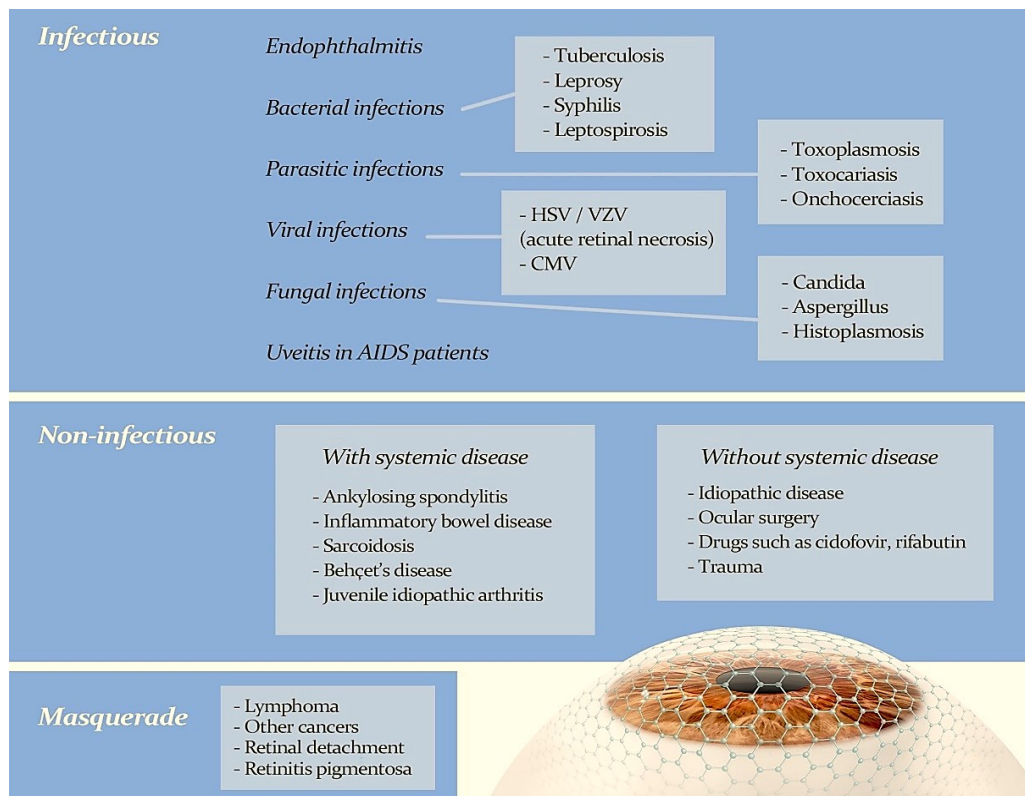 Infectious
Endophthalmitis
Bacterial infections
- Tuberculosis
- Leprosy
- Syphilis
- Leptospirosis
Parasitic infections
- Toxoplasmosis
- Toxocariasis
- Onchocerciasis
Viral infections
- HSV / VZV
(acute retinal necrosis)
- CMV
Fungal infections
- Candida
- Aspergillus
- Histoplasmosis
Uveitis in AIDS patients
Non-infectious
With systemic disease
- Ankylosing spondylitis
- Inflammatory bowel disease
- Sarcoidosis
- Behçet's disease
- Juvenile idiopathic arthritis
Without systemic disease
- Idiopathic disease
- Ocular surgery
- Drugs such as cidofovir, rifabutin
- Trauma
Masquerade
- Lymphoma
- Other cancers
- Retinal detachment
- Retinitis pigmentosa